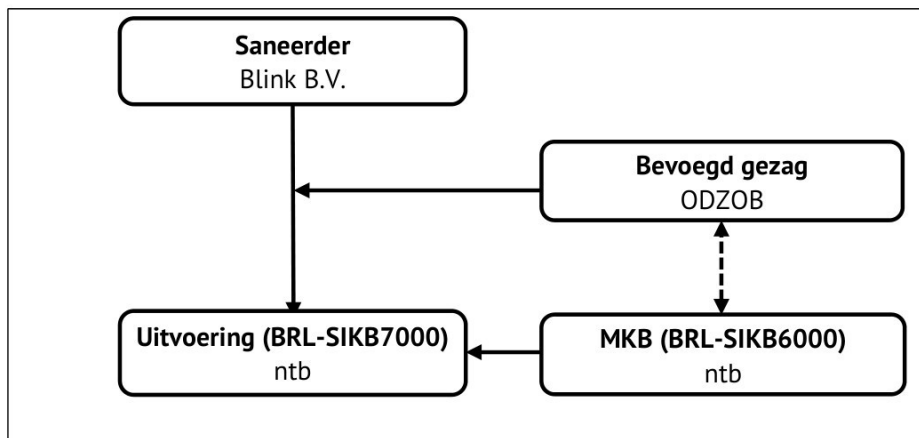 Saneerder
Blink B.V.
Bevoegd gezag
ODZOB
Uitvoering (BRL-SIKB7000)
ntb
MKB (BRL-SIKB6000)
ntb